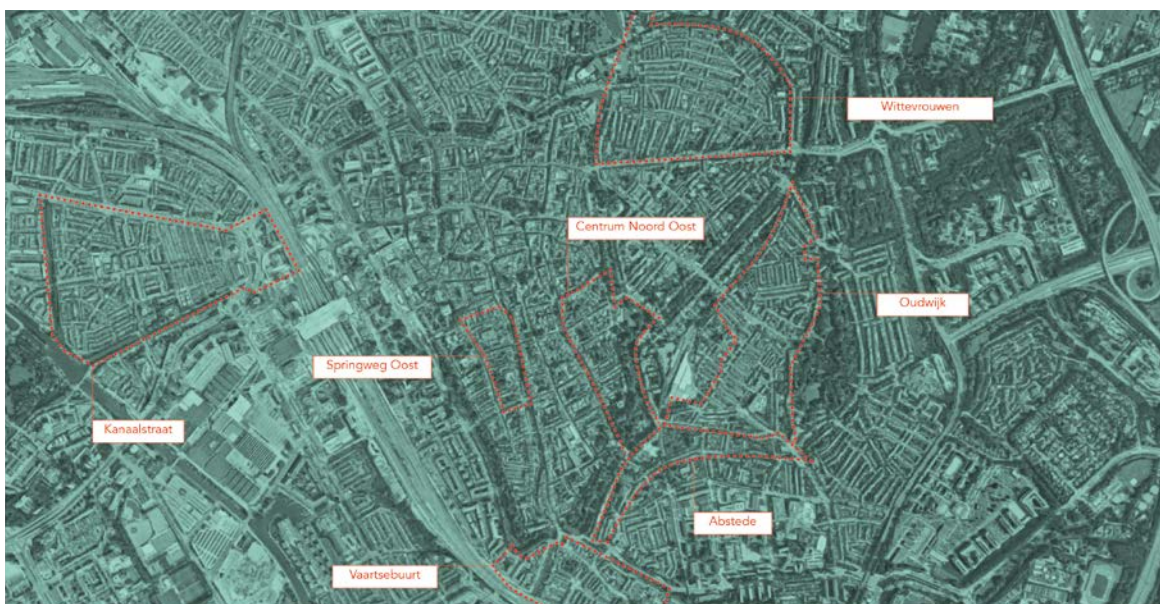 Wittevrouwen
Centrum Noord Oost
Oudwijk
Springweg Oost
Kanaalstraat
Abstede
Vaartsebuurt